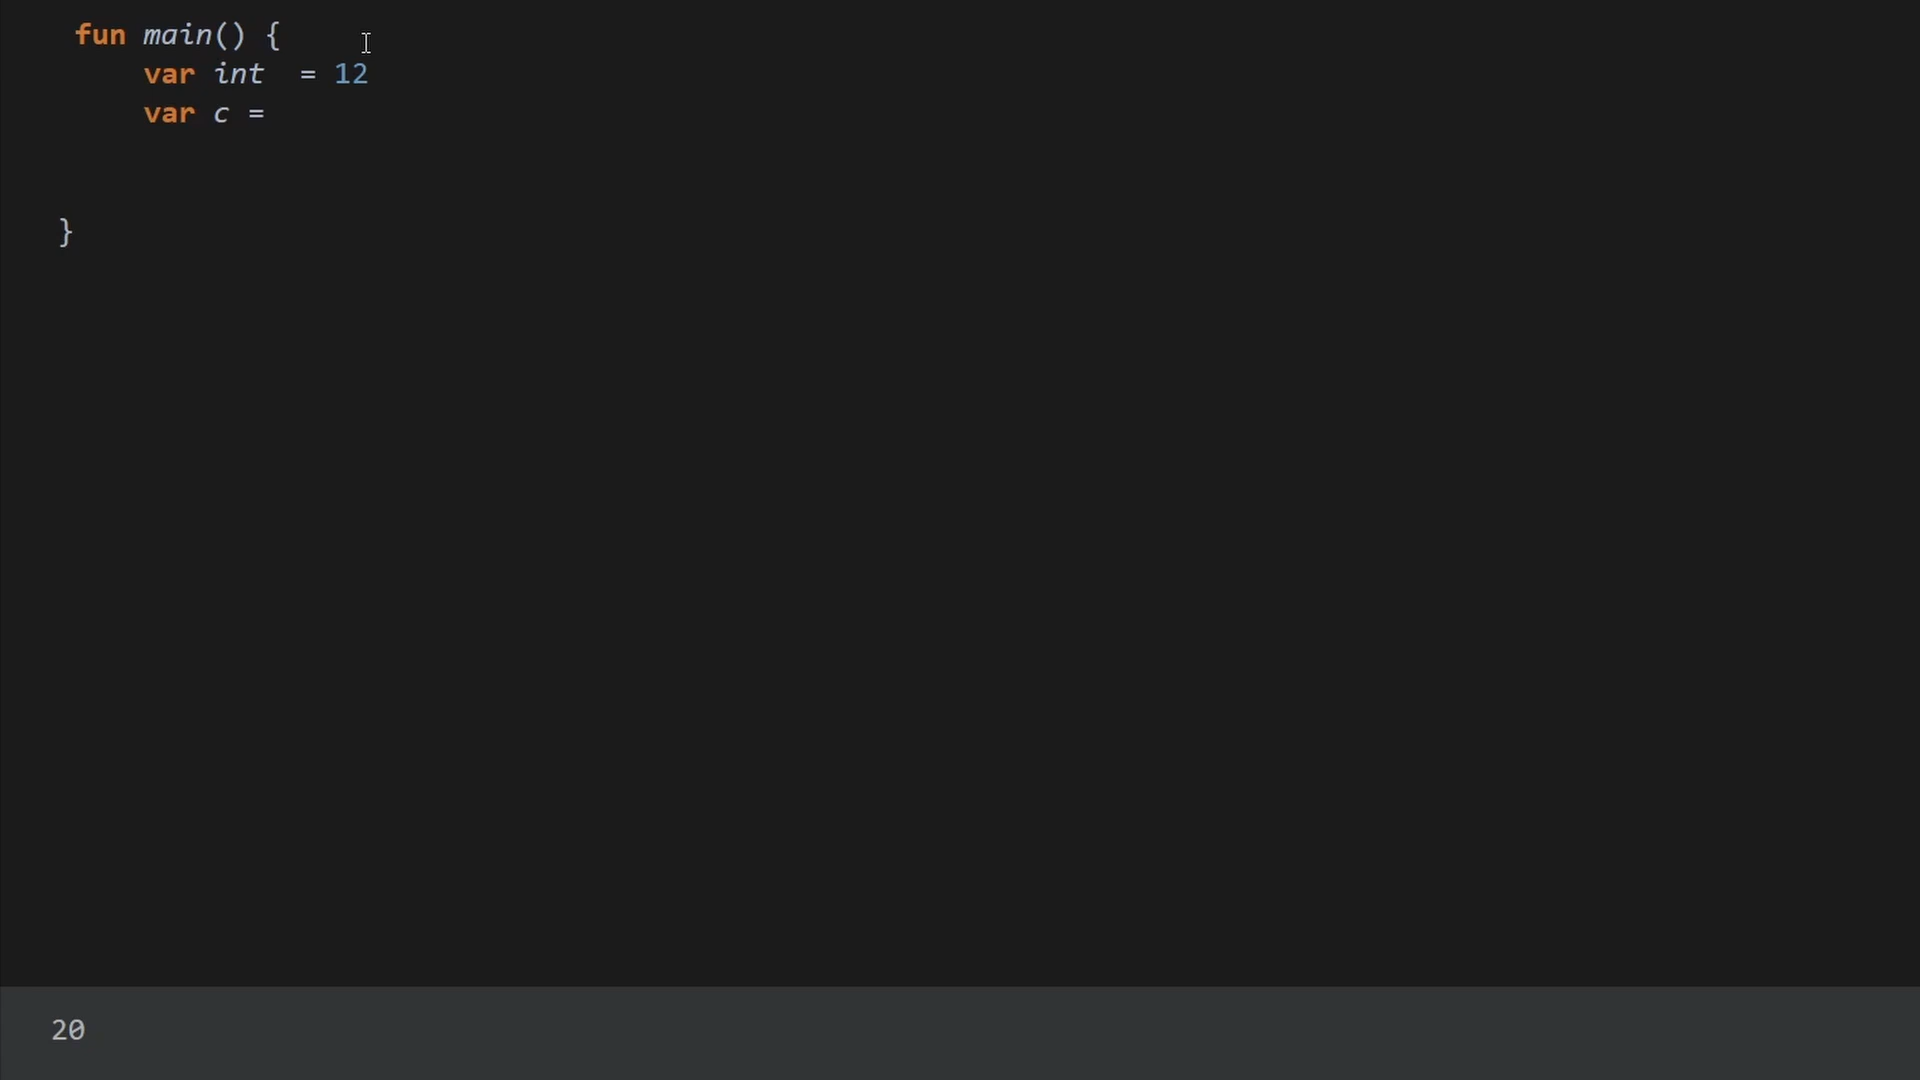 fun main() {
var int  = 12
var c =
}
20